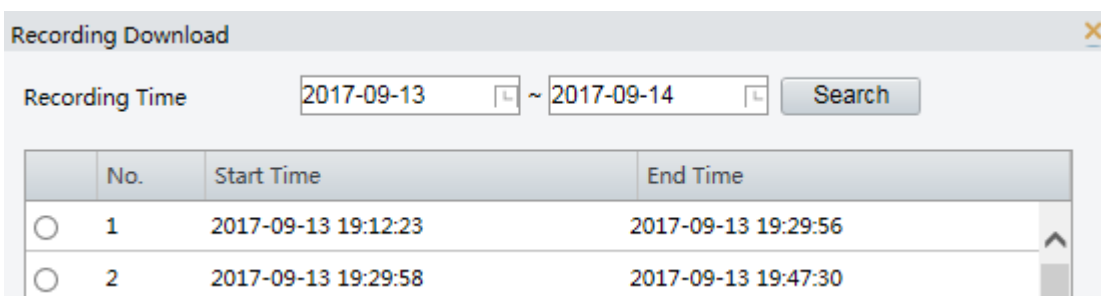 Recording Download
Recording Time 2017-09-13 ~ 2017-09-14 Search
No. Start Time End Time
1 2017-09-13 19:12:23 2017-09-13 19:29:56
2 2017-09-13 19:29:58 2017-09-13 19:47:30